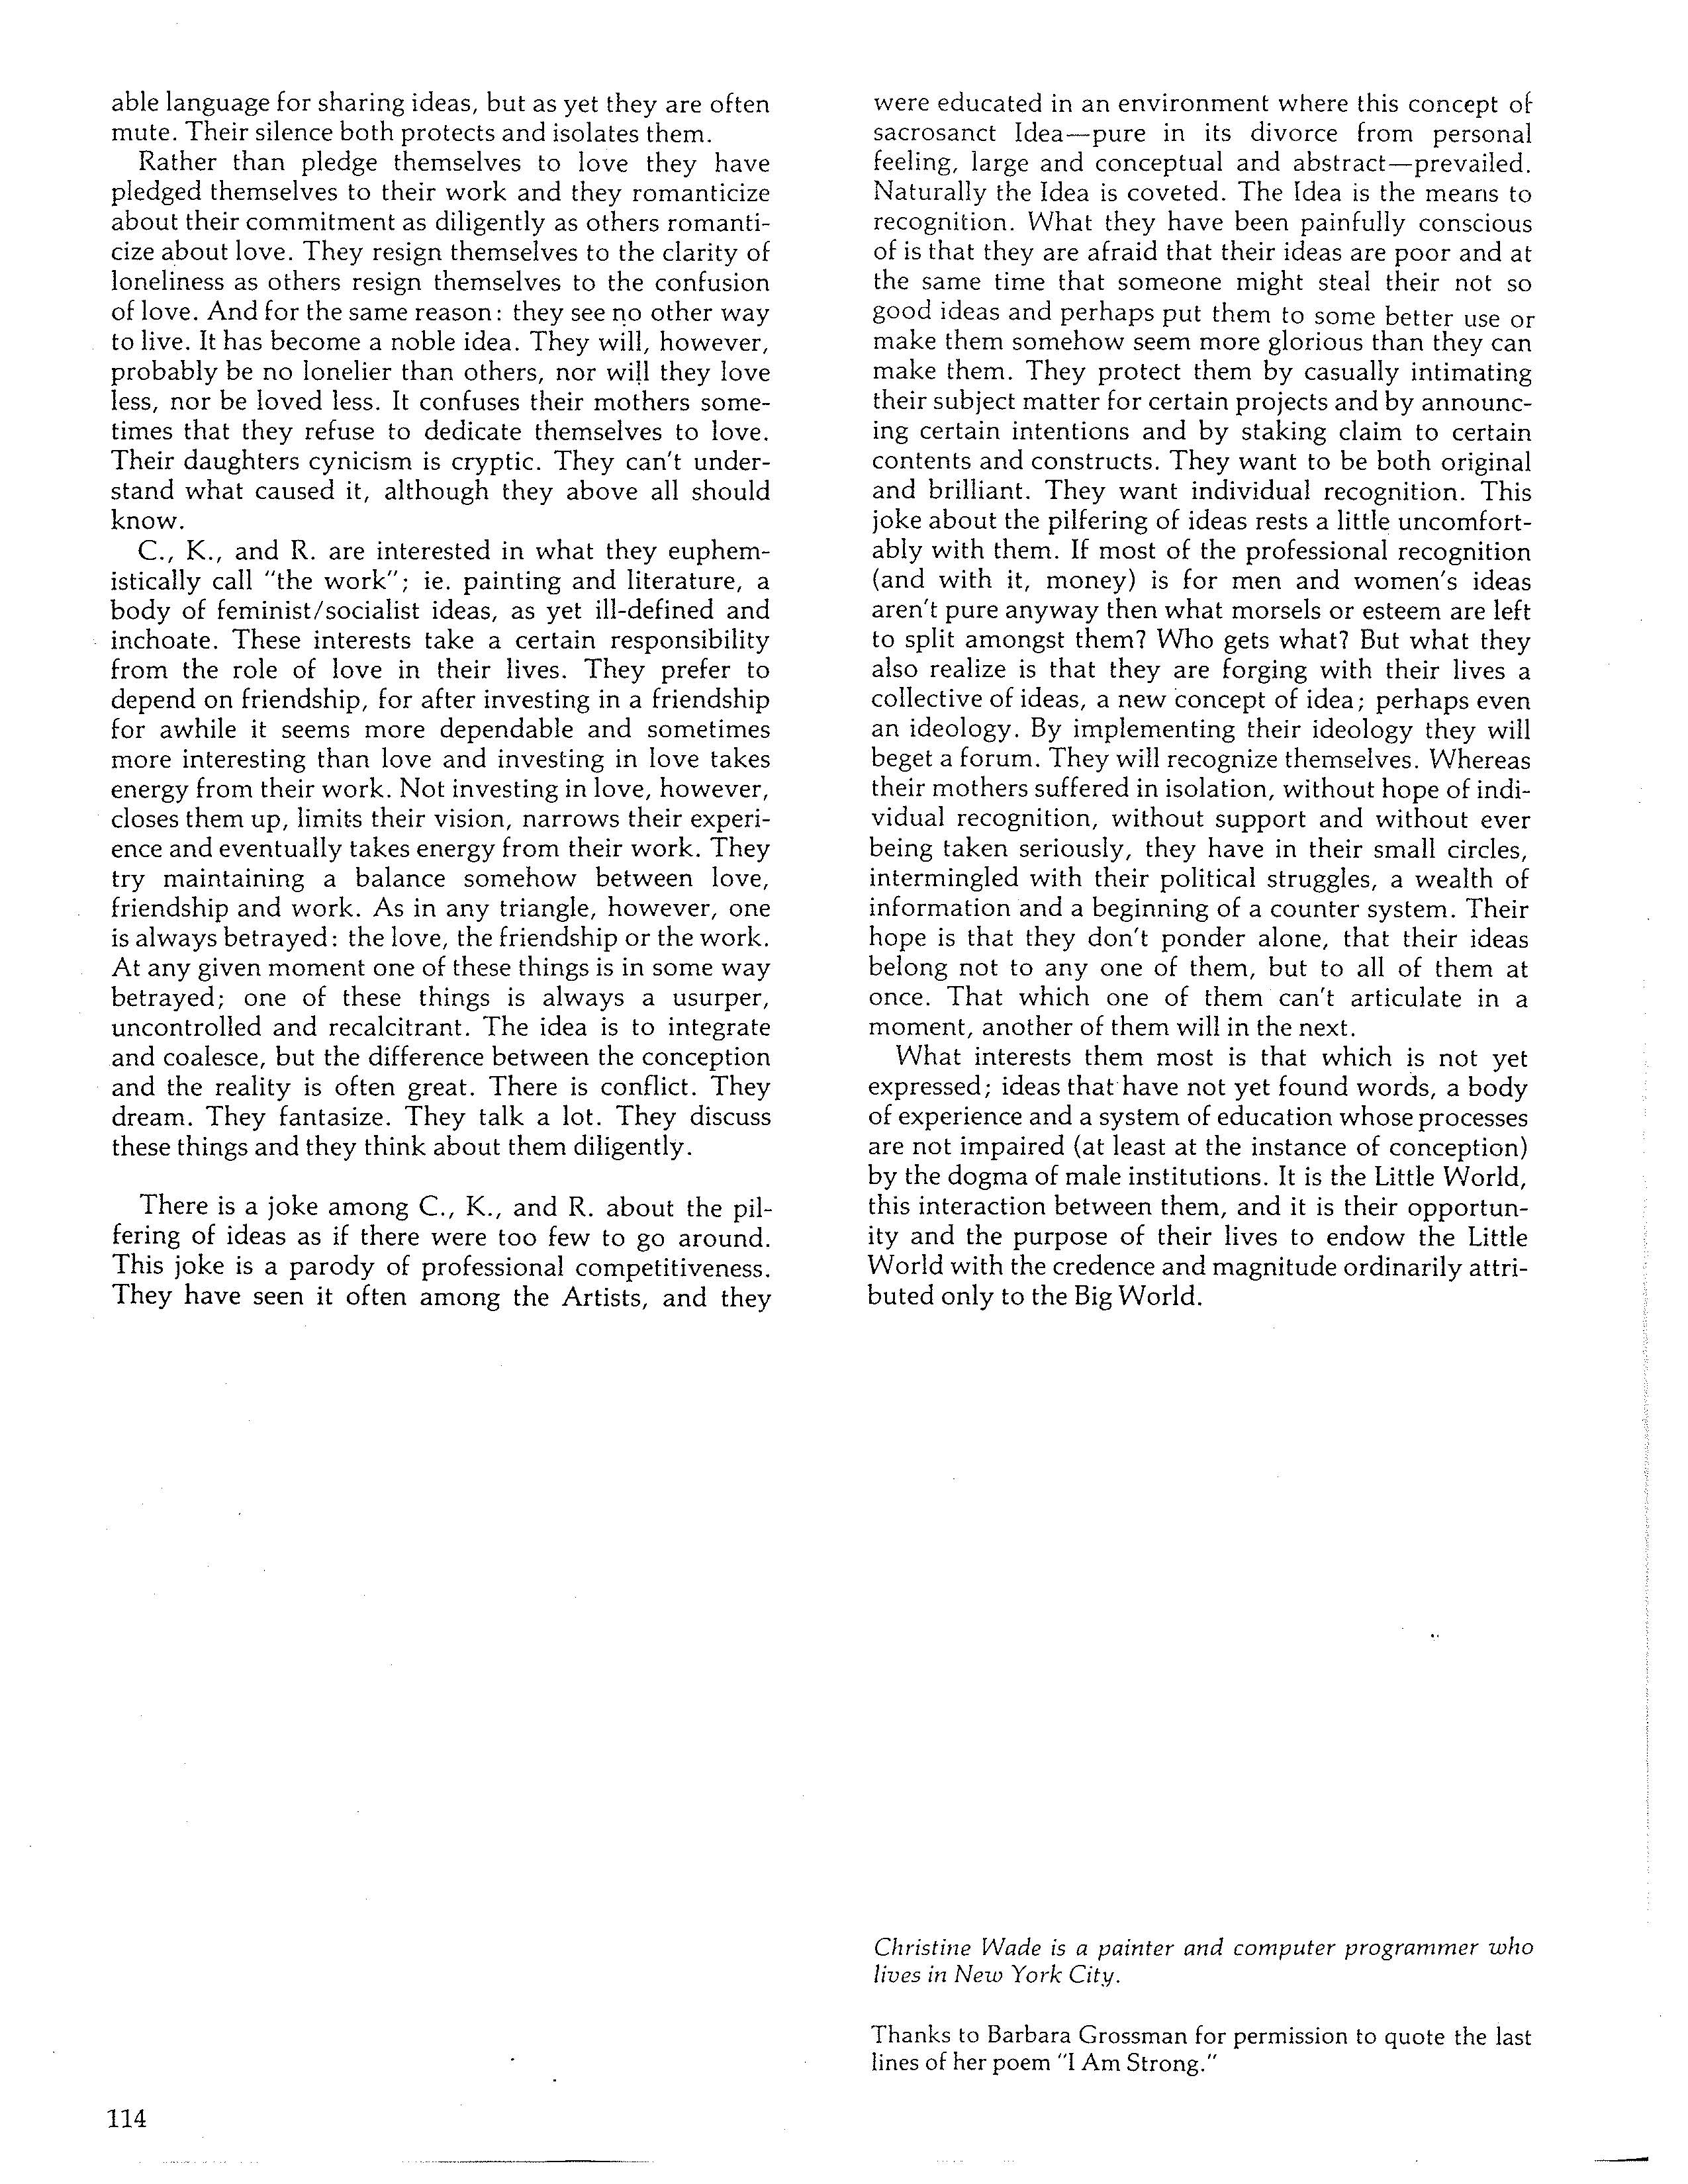 able language for sharing ideas, but as yet they are often
mute. Their silence both protects and isolates them.
Rather than pledge themselves to love they have
pledged themselves to their work and they romanticize
about their commitment as diligently as others romanti-
cize about love. They resign themselves to the clarity of
loneliness as others resign themselves to the confusion
of love. And for the same reason: they see no other way
to live. It has become a noble idea. They will, however,
probably be no lonelier than others, nor will they love
less, nor be loved less. It confuses their mothers some-
times that they refuse to dedicate themselves to love.
Their daughters cynicism is cryptic. They can't under-
stand what caused it, although they above all should
know.
C., K., and R. are interested in what they euphem-
istically call "the work"; ie. painting and literature, a
body of feminist/socialist ideas, as yet ill-defined and
inchoate. These interests take a certain responsibility
from the role of love in their lives. They prefer to
depend on friendship, for after investing in a friendship
for awhile it seems more dependable and sometimes
more interesting than love and investing in love takes
energy from their work. Not investing in love, however,
closes them up, limits their vision, narrows their experi-
ence and eventually takes energy from their work. They
try maintaining a balance somehow between love,
friendship and work. As in any triangle, however, one
is always betrayed: the love, the friendship or the work.
At any given moment one of these things is in some way
betrayed; one of these things is always a usurper,
uncontrolled and recalcitrant. The idea is to integrate
and coalesce, but the difference between the conception
and the reality is often great. There is conflict. They
dream. They fantasize. They talk a lot. They discuss
these things and they think about them diligently.
There is a joke among C., K., and R. about the pil-
fering of ideas as if there were too few to go around.
This joke is a parody of professional competitiveness.
They have seen it often among the Artists, and they
were educated in an environment where this concept of
sacrosanct Idea—pure in its divorce from personal
feeling, large and conceptual and abstract—prevailed.
Naturally the Idea is coveted. The Idea is the means to
recognition. What they have been painfully conscious
of is that they are afraid that their ideas are poor and at
the same time that someone might steal their not so
good ideas and perhaps put them to some better use or
make them somehow seem more glorious than they can
make them. They protect them by casually intimating
their subject matter for certain projects and by announc-
ing certain intentions and by staking claim to certain
contents and constructs. They want to be both original
and brilliant. They want individual recognition. This
joke about the pilfering of ideas rests a little uncomfort-
ably with them. If most of the professional recognition
(and with it, money) is for men and women's ideas
aren't pure anyway then what morsels or esteem are left
to split amongst them? Who gets what? But what they
also realize is that they are forging with their lives a
collective of ideas, a new concept of idea; perhaps even
an ideology. By implementing their ideology they will
beget a forum. They will recognize themselves. Whereas
their mothers suffered in isolation, without hope of indi-
vidual recognition, without support and without ever
being taken seriously, they have in their small circles,
intermingled with their political struggles, a wealth of
information and a beginning of a counter system. Their
hope is that they don't ponder alone, that their ideas
belong not to any one of them, but to all of them at
once. That which one of them can't articulate in a
moment, another of them will in the next.
What interests them most is that which is not yet
expressed; ideas that have not yet found words, a body
of experience and a system of education whose processes
are not impaired (at least at the instance of conception)
by the dogma of male institutions. It is the Little World,
this interaction between them, and it is their opportun-
ity and the purpose of their lives to endow the Little
World with the credence and magnitude ordinarily attri-
buted only to the Big World.
Christine Wade is a painter and computer programmer who
lives in New York City.
Thanks to Barbara Grossman for permission to quote the last
lines of her poem "I Am Strong."
114